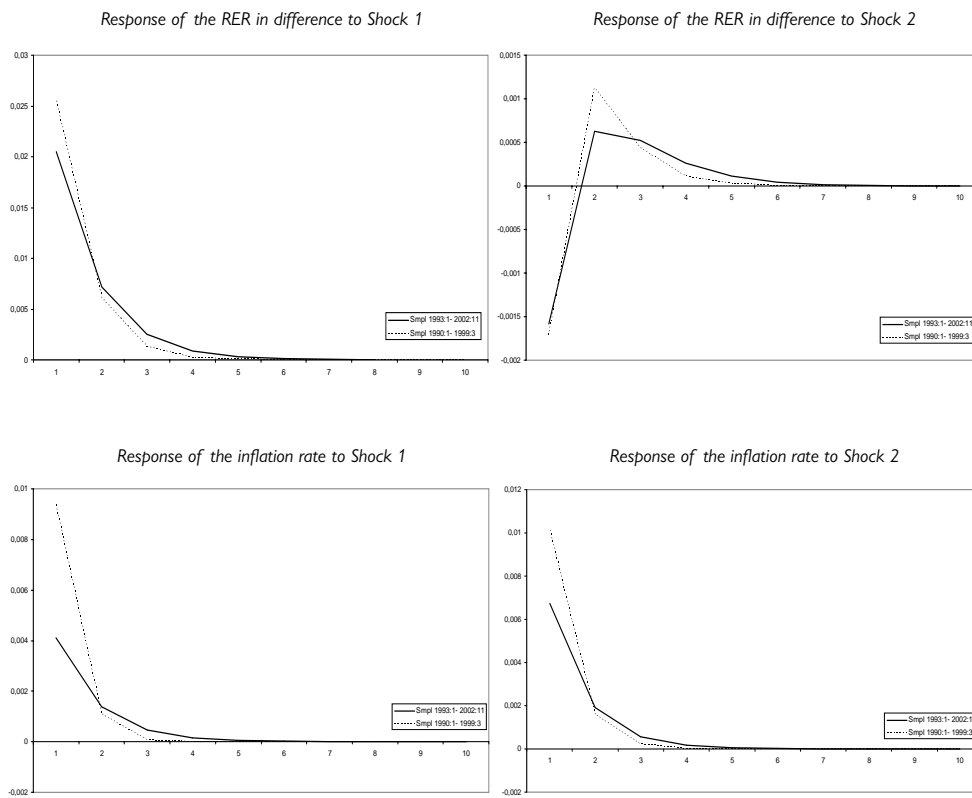 Response of the RER in difference to Shock 1
0,03
0,025
0,02
0,015
0,01
0,005
0
1 2 3 4 5 6 7 8 9 10
Smpl 1993:1- 2002:11
Smpl 1990:1- 1999:3
Response of the RER in difference to Shock 2
0,0015
0,001
0,0005
0
-0,0005
-0,001
-0,0015
-0,002
1 2 3 4 5 6 7 8 9 10
Smpl 1993:1- 2002:11
Smpl 1990:1- 1999:3
Response of the inflation rate to Shock 1
0,01
0,008
0,006
0,004
0,002
0
-0,002
1 2 3 4 5 6 7 8 9 10
Smpl 1993:1- 2002:11
Smpl 1990:1- 1999:3
Response of the inflation rate to Shock 2
0,012
0,01
0,008
0,006
0,004
0,002
0
-0,002
1 2 3 4 5 6 7 8 9 10
Smpl 1993:1- 2002:1
Smpl 1990:1- 1999:3